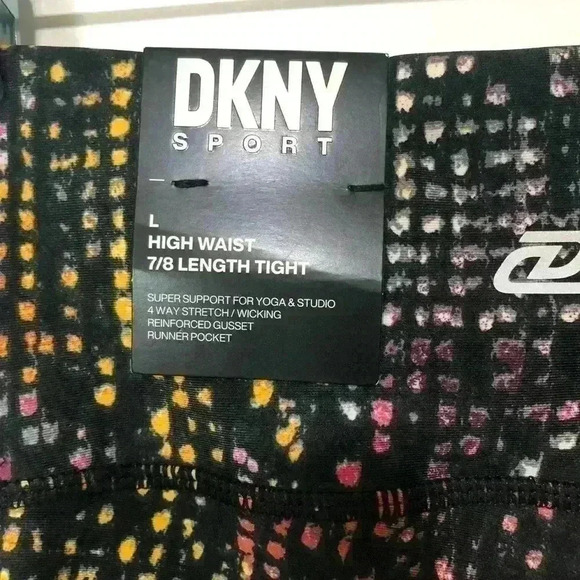 DKNY
SPORT
L
HIGH WAIST
7/8 LENGTH TIGHT
SUPER SUPPORT FOR YOGA & STUDIO
4 WAY STRETCH / WICKING
REINFORCED GUSSET
RUNNER POCKET